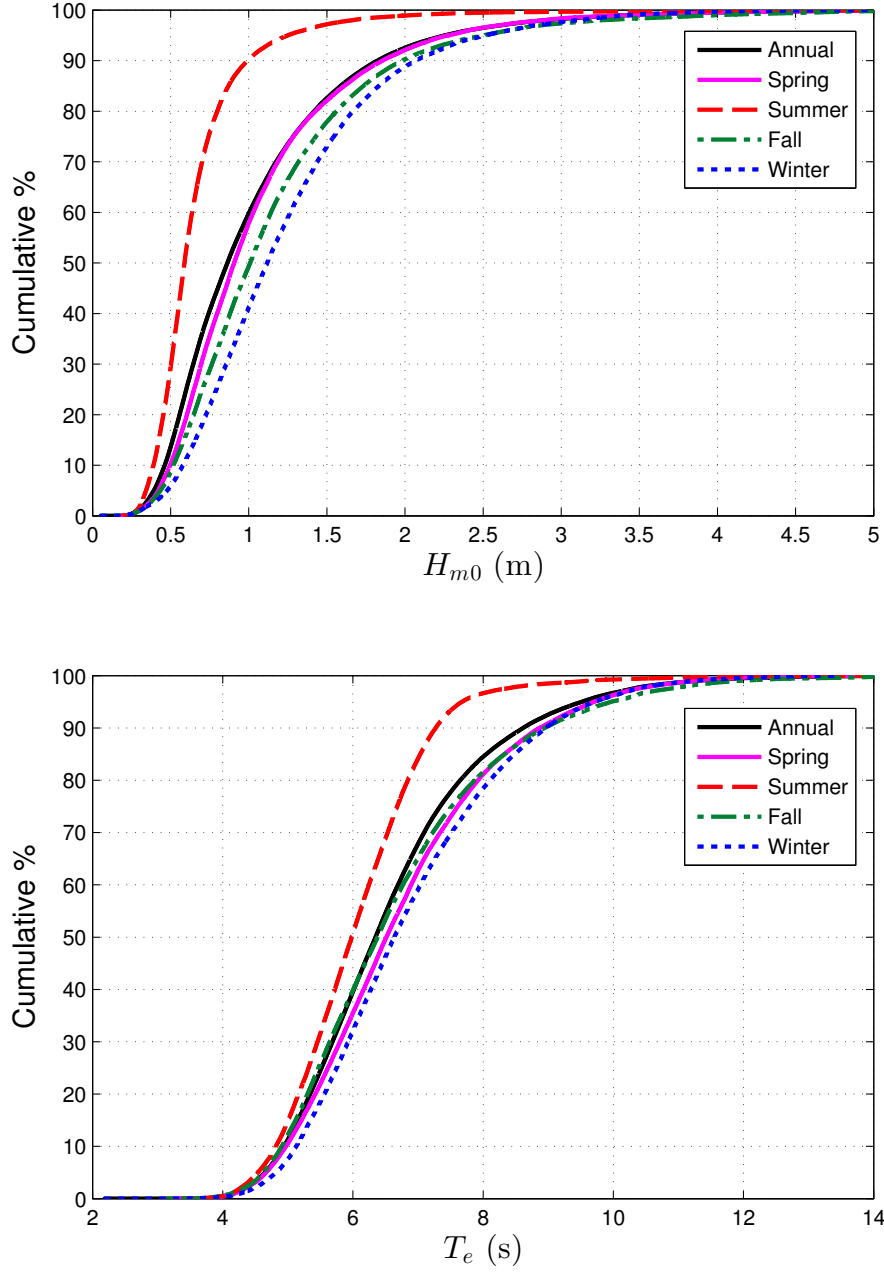 100
90
80
70
60
50
40
30
20
10
0
Cumulative %
Annual
Spring
Summer
Fall
Winter
0 0.5 1 1.5 2 2.5 3 3.5 4 4.5 5
H_{m0} (m)
100
90
80
70
60
50
40
30
20
10
0
Cumulative %
Annual
Spring
Summer
Fall
Winter
2 4 6 8 10 12 14
T_e (s)